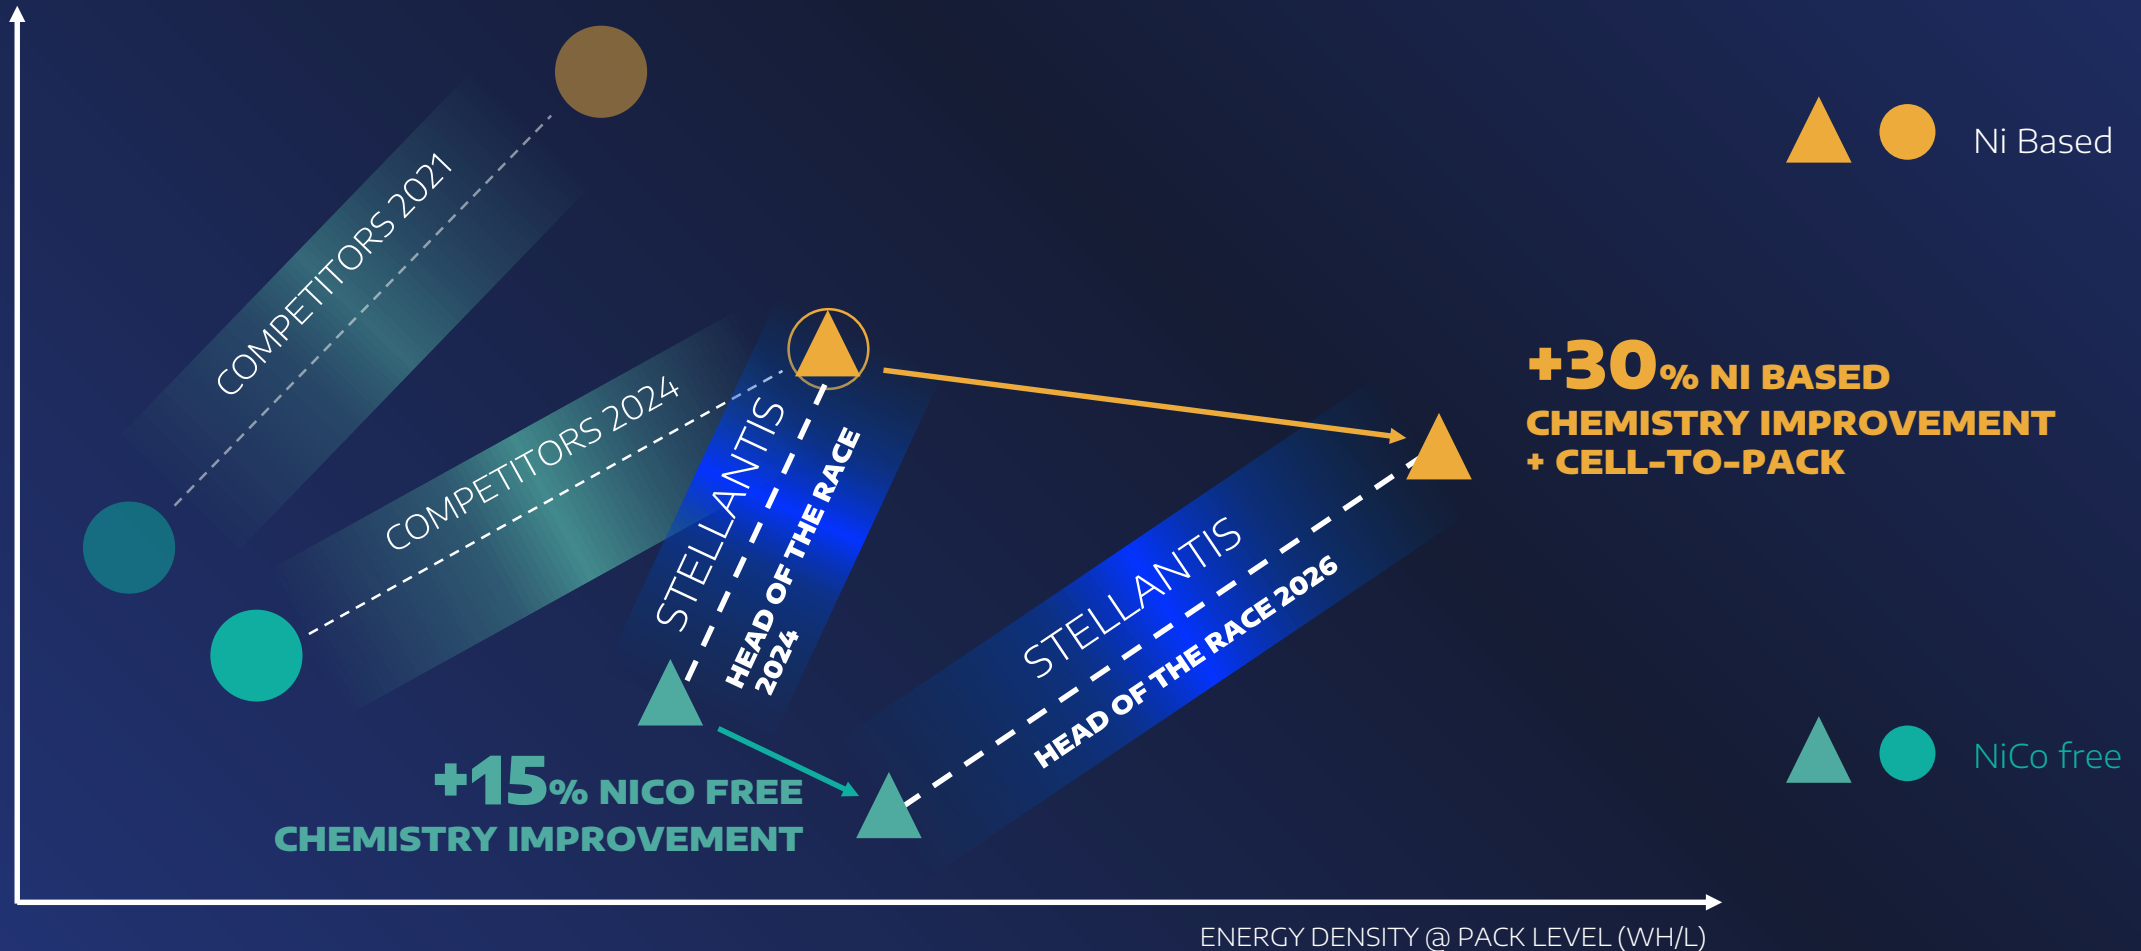 COMPETITORS 2021
Ni Based
COMPETITORS 2024
STELLANTIS
HEAD OF THE RACE
2024
+30% NI BASED
CHEMISTRY IMPROVEMENT
+ CELL-TO-PACK
STELLANTIS
HEAD OF THE RACE 2026
+15% NICO FREE
CHEMISTRY IMPROVEMENT
NiCo free
ENERGY DENSITY @ PACK LEVEL (WH/L)